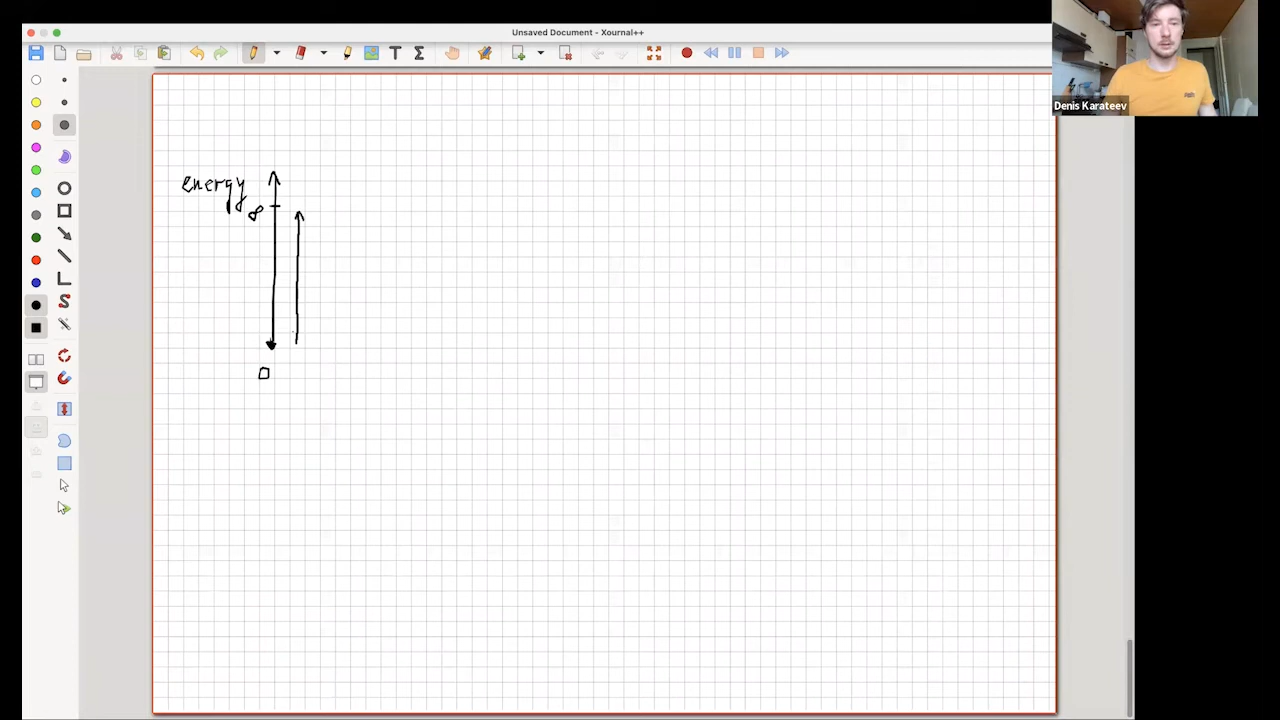 Unsaved Document - Xournal++
Denis Karateev
energy
∞
0